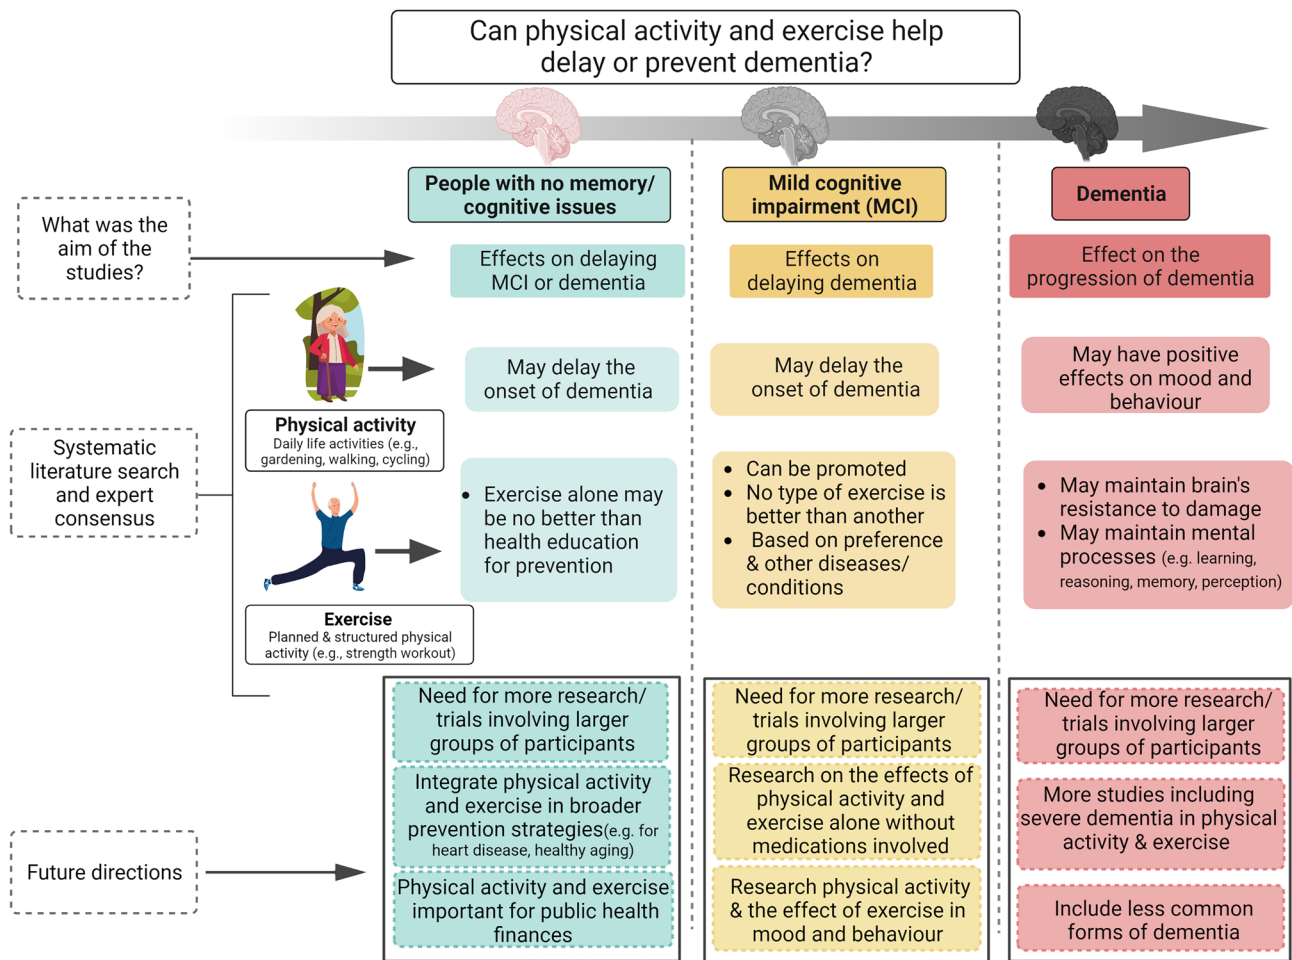 Can physical activity and exercise help
delay or prevent dementia?
People with no memory/
cognitive issues
Mild cognitive
impairment (MCI)
Dementia
What was the
aim of the
studies?
Effects on delaying
MCI or dementia
Effects on
delaying dementia
Effect on the
progression of dementia
Systematic
literature search
and expert
consensus
Physical activity
Daily life activities (e.g.,
gardening, walking, cycling)
May delay the
onset of dementia
May delay the
onset of dementia
May have positive
effects on mood and
behaviour
Exercise
Planned & structured physical
activity (e.g., strength workout)
• Exercise alone may
be no better than
health education
for prevention
• Can be promoted
• No type of exercise is
better than another
• Based on preference
& other diseases/
conditions
• May maintain brain's
resistance to damage
• May maintain mental
processes (e.g. learning,
reasoning, memory, perception)
Future directions
Need for more research/
trials involving larger
groups of participants
Integrate physical activity
and exercise in broader
prevention strategies(e.g. for
heart disease, healthy aging)
Physical activity and exercise
important for public health
finances
Need for more research/
trials involving larger
groups of participants
Research on the effects of
physical activity and
exercise alone without
medications involved
Research physical activity
& the effect of exercise in
mood and behaviour
Need for more research/
trials involving larger
groups of participants
More studies including
severe dementia in physical
activity & exercise
Include less common
forms of dementia